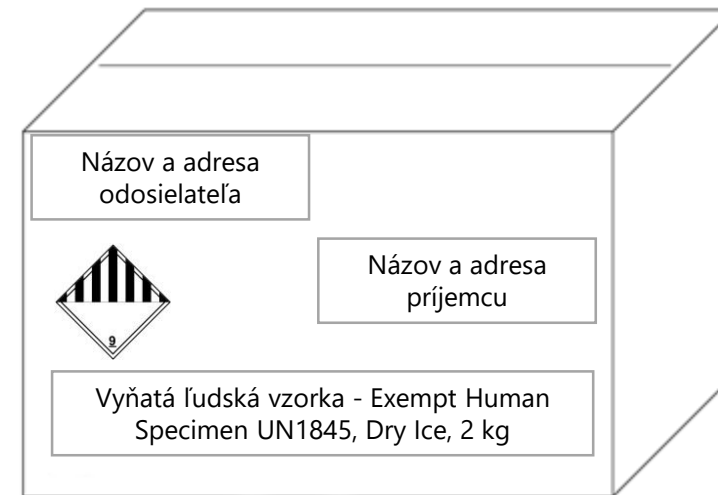 Názov a adresa
odosielateľa
Názov a adresa
príjemcu
9
Vyňatá ľudská vzorka - Exempt Human
Specimen UN1845, Dry Ice, 2 kg